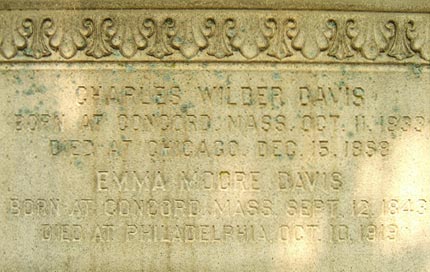 CHARLES WILDER DAVIS
BORN AT CONCORD, MASS. OCT. 11, 1833
DIED AT CHICAGO, DEC. 15, 1898
EMMA MOORE DAVIS
BORN AT CONCORD, MASS. SEPT. 12, 1843
DIED AT PHILADELPHIA, OCT. 10, 1919